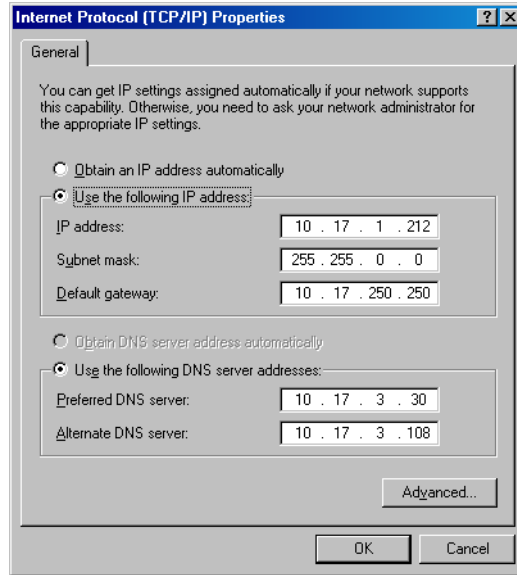 Internet Protocol (TCP/IP) Properties
General
You can get IP settings assigned automatically if your network supports
this capability. Otherwise, you need to ask your network administrator for
the appropriate IP settings.
Obtain an IP address automatically
Use the following IP address:
IP address: 10 . 17 . 1 . 212
Subnet mask: 255 . 255 . 0 . 0
Default gateway: 10 . 17 . 250 . 250
Obtain DNS server address automatically
Use the following DNS server addresses:
Preferred DNS server: 10 . 17 . 3 . 30
Alternate DNS server: 10 . 17 . 3 . 108
Advanced...
OK Cancel